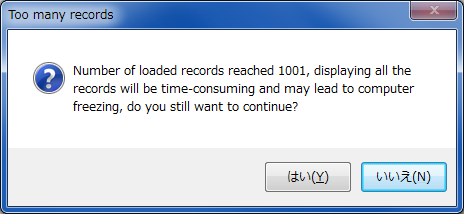 Too many records
Number of loaded records reached 1001, displaying all the
records will be time-consuming and may lead to computer
freezing, do you still want to continue?
はい(Y)
いいえ(N)